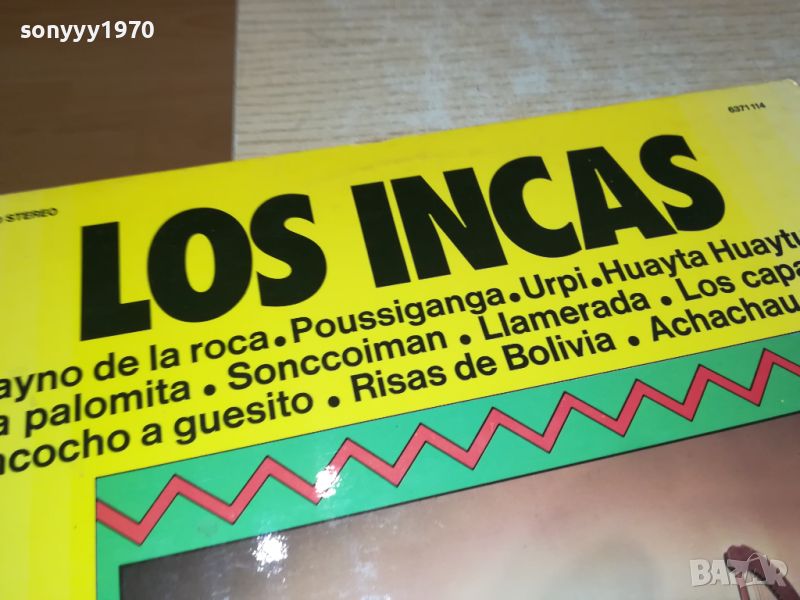 sonyyy1970
6371 114
STEREO
LOS INCAS
ayno de la roca • Poussiganga • Urpi • Huayta Huaytu
a palomita • Sonccoiman • Llamerada • Los capa
ncocho a guesito • Risas de Bolivia • Achachau
BAZAR